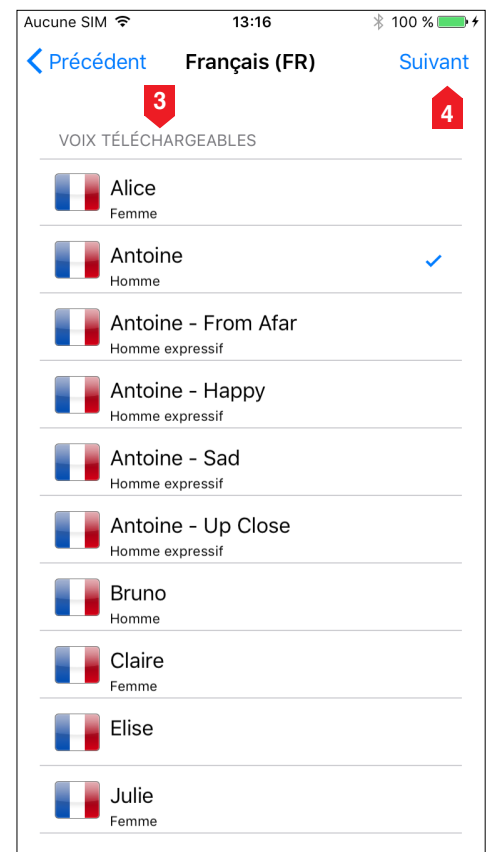 Aucune SIM 13:16 100 %
Précédent Français (FR) Suivant
3
4
VOIX TÉLÉCHARGEABLES
Alice
Femme
Antoine
Homme
Antoine - From Afar
Homme expressif
Antoine - Happy
Homme expressif
Antoine - Sad
Homme expressif
Antoine - Up Close
Homme expressif
Bruno
Homme
Claire
Femme
Elise
Julie
Femme